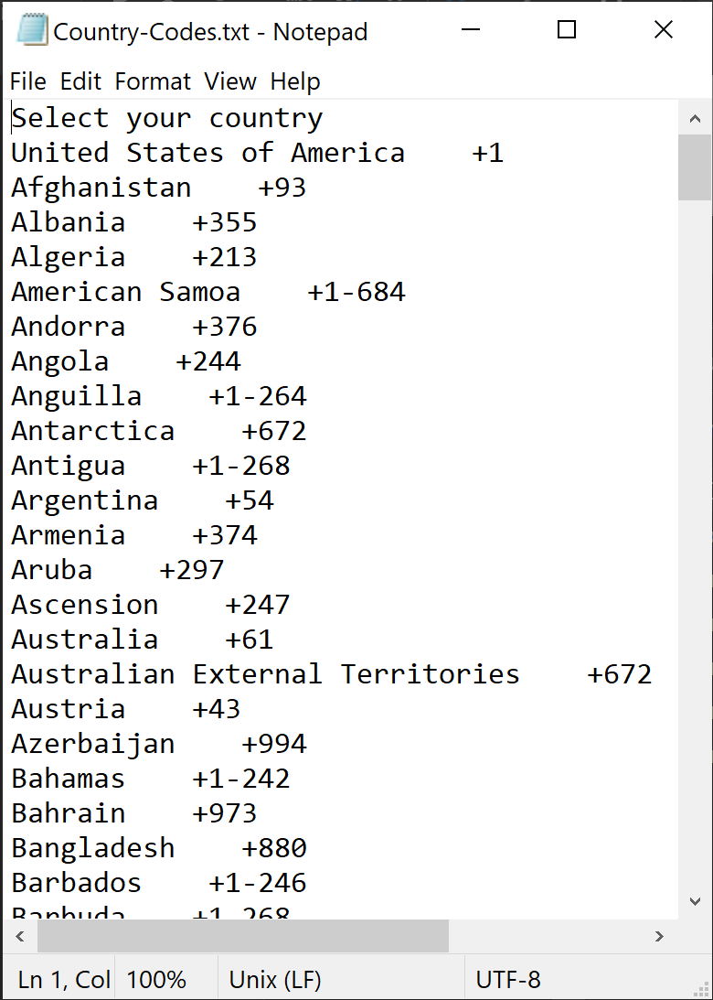 Country-Codes.txt - Notepad
File Edit Format View Help
Select your country
United States of America    +1
Afghanistan    +93
Albania    +355
Algeria    +213
American Samoa    +1-684
Andorra    +376
Angola    +244
Anguilla    +1-264
Antarctica    +672
Antigua    +1-268
Argentina    +54
Armenia    +374
Aruba    +297
Ascension    +247
Australia    +61
Australian External Territories    +672
Austria    +43
Azerbaijan    +994
Bahamas    +1-242
Bahrain    +973
Bangladesh    +880
Barbados    +1-246
Barbuda    +1-268
Ln 1, Col 100% Unix (LF) UTF-8